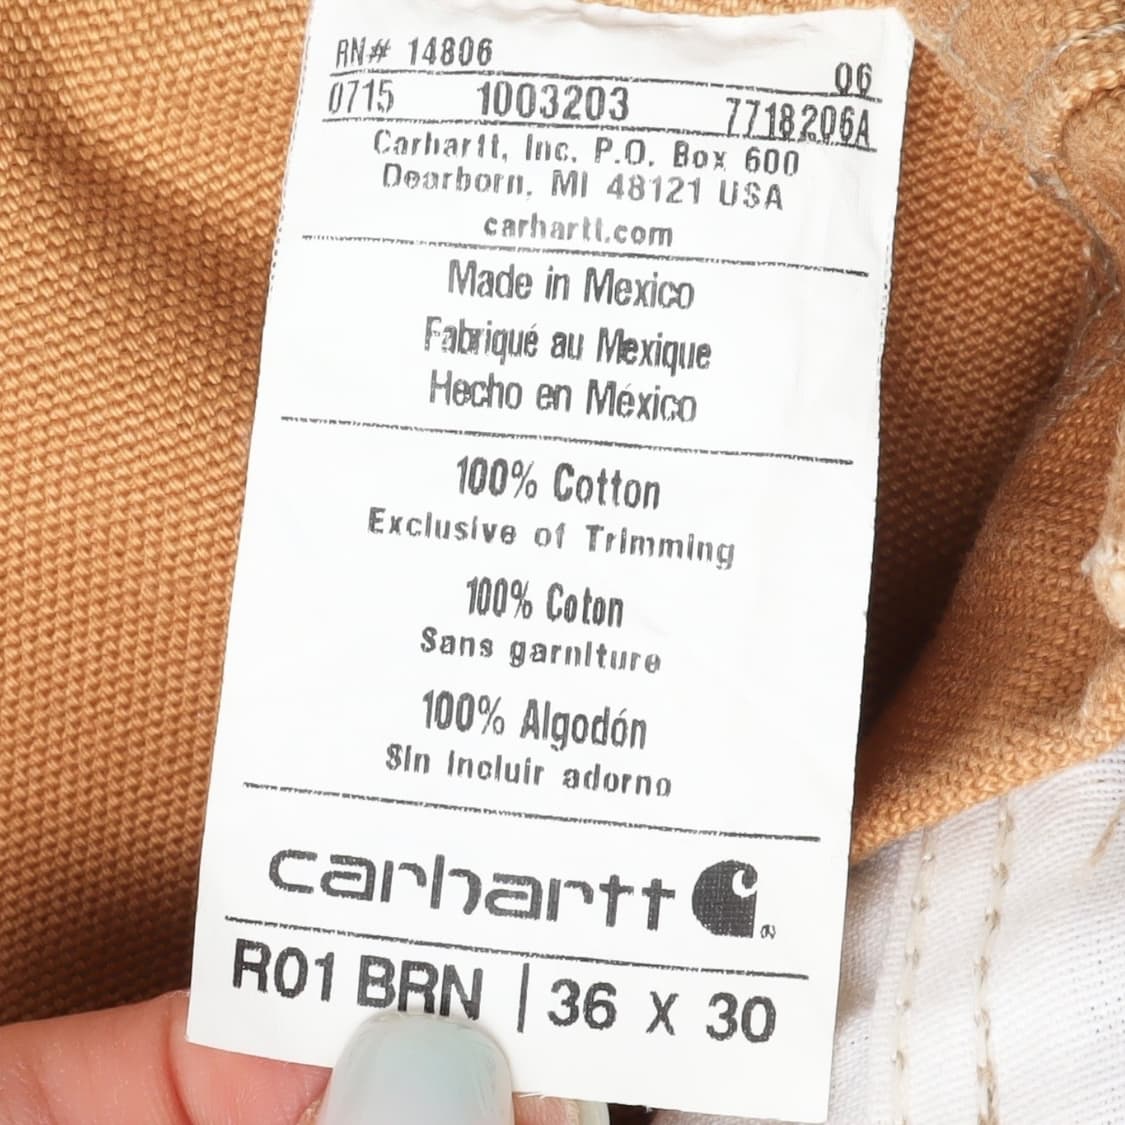 RN# 14806
06
0715 1003203 7718206A
Carhartt, Inc. P.O. Box 600
Dearborn, MI 48121 USA
carhartt.com
Made in Mexico
Fabriqué au Mexique
Hecho en México
100% Cotton
Exclusive of Trimming
100% Coton
Sans garniture
100% Algodón
Sin incluir adorno
carhartt ®
R01 BRN | 36 X 30